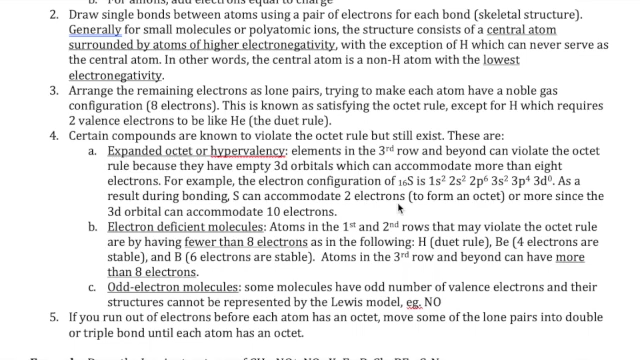 b. For anions, add electrons equal to charge
2. Draw single bonds between atoms using a pair of electrons for each bond (skeletal structure).
Generally for small molecules or polyatomic ions, the structure consists of a central atom
surrounded by atoms of higher electronegativity, with the exception of H which can never serve as
the central atom. In other words, the central atom is a non-H atom with the lowest
electronegativity.
3. Arrange the remaining electrons as lone pairs, trying to make each atom have a noble gas
configuration (8 electrons). This is known as satisfying the octet rule, except for H which requires
2 valence electrons to be like He (the duet rule).
4. Certain compounds are known to violate the octet rule but still exist. These are:
a. Expanded octet or hypervalency: elements in the 3rd row and beyond can violate the octet
rule because they have empty 3d orbitals which can accommodate more than eight
electrons. For example, the electron configuration of ₁₆S is 1s² 2s² 2p⁶ 3s² 3p⁴ 3d⁰. As a
result during bonding, S can accommodate 2 electrons (to form an octet) or more since the
3d orbital can accommodate 10 electrons.
b. Electron deficient molecules: Atoms in the 1st and 2nd rows that may violate the octet rule
are by having fewer than 8 electrons as in the following: H (duet rule), Be (4 electrons are
stable), and B (6 electrons are stable). Atoms in the 3rd row and beyond can have more
than 8 electrons.
c. Odd-electron molecules: some molecules have odd number of valence electrons and their
structures cannot be represented by the Lewis model, eg. NO
5. If you run out of electrons before each atom has an octet, move some of the lone pairs into double
or triple bond until each atom has an octet.